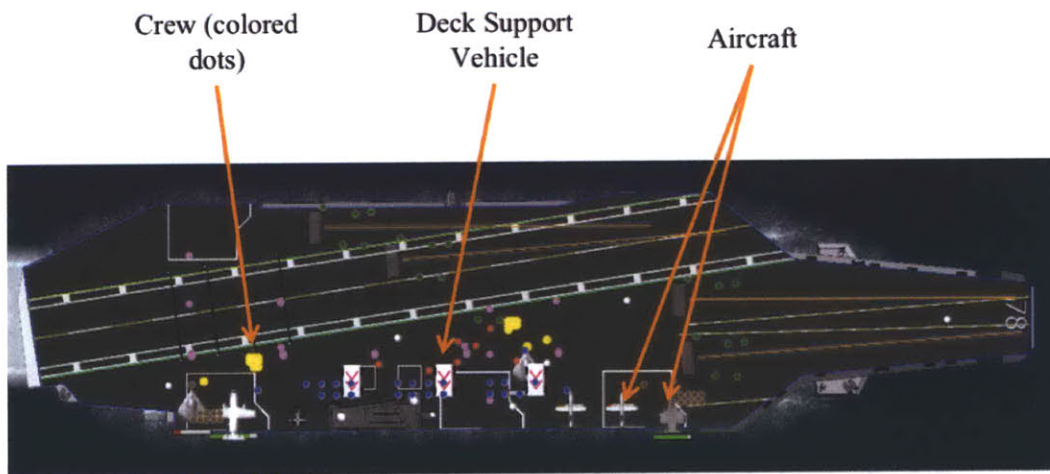 Crew (colored
dots)
Deck Support
Vehicle
Aircraft
78